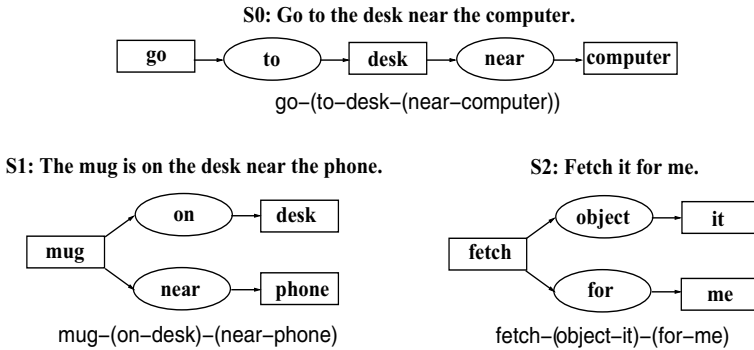 S0: Go to the desk near the computer.
go to desk near computer
go–(to–desk–(near–computer))
S1: The mug is on the desk near the phone.
on desk
mug
near phone
mug–(on–desk)–(near–phone)
S2: Fetch it for me.
object it
fetch
for me
fetch–(object–it)–(for–me)